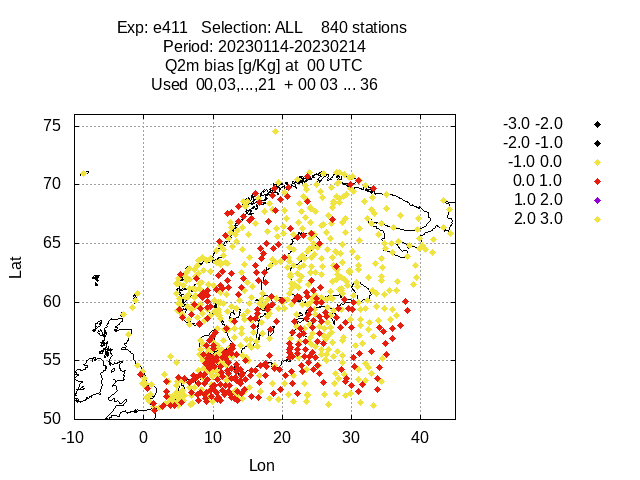 Exp: e411   Selection: ALL    840 stations
Period: 20230114-20230214
Q2m bias [g/Kg] at  00 UTC
Used  00,03,...,21  + 00 03 ... 36
75
70
65
60
55
50
Lat
-10 0 10 20 30 40
Lon
-3.0 -2.0
-2.0 -1.0
-1.0 0.0
0.0 1.0
1.0 2.0
2.0 3.0